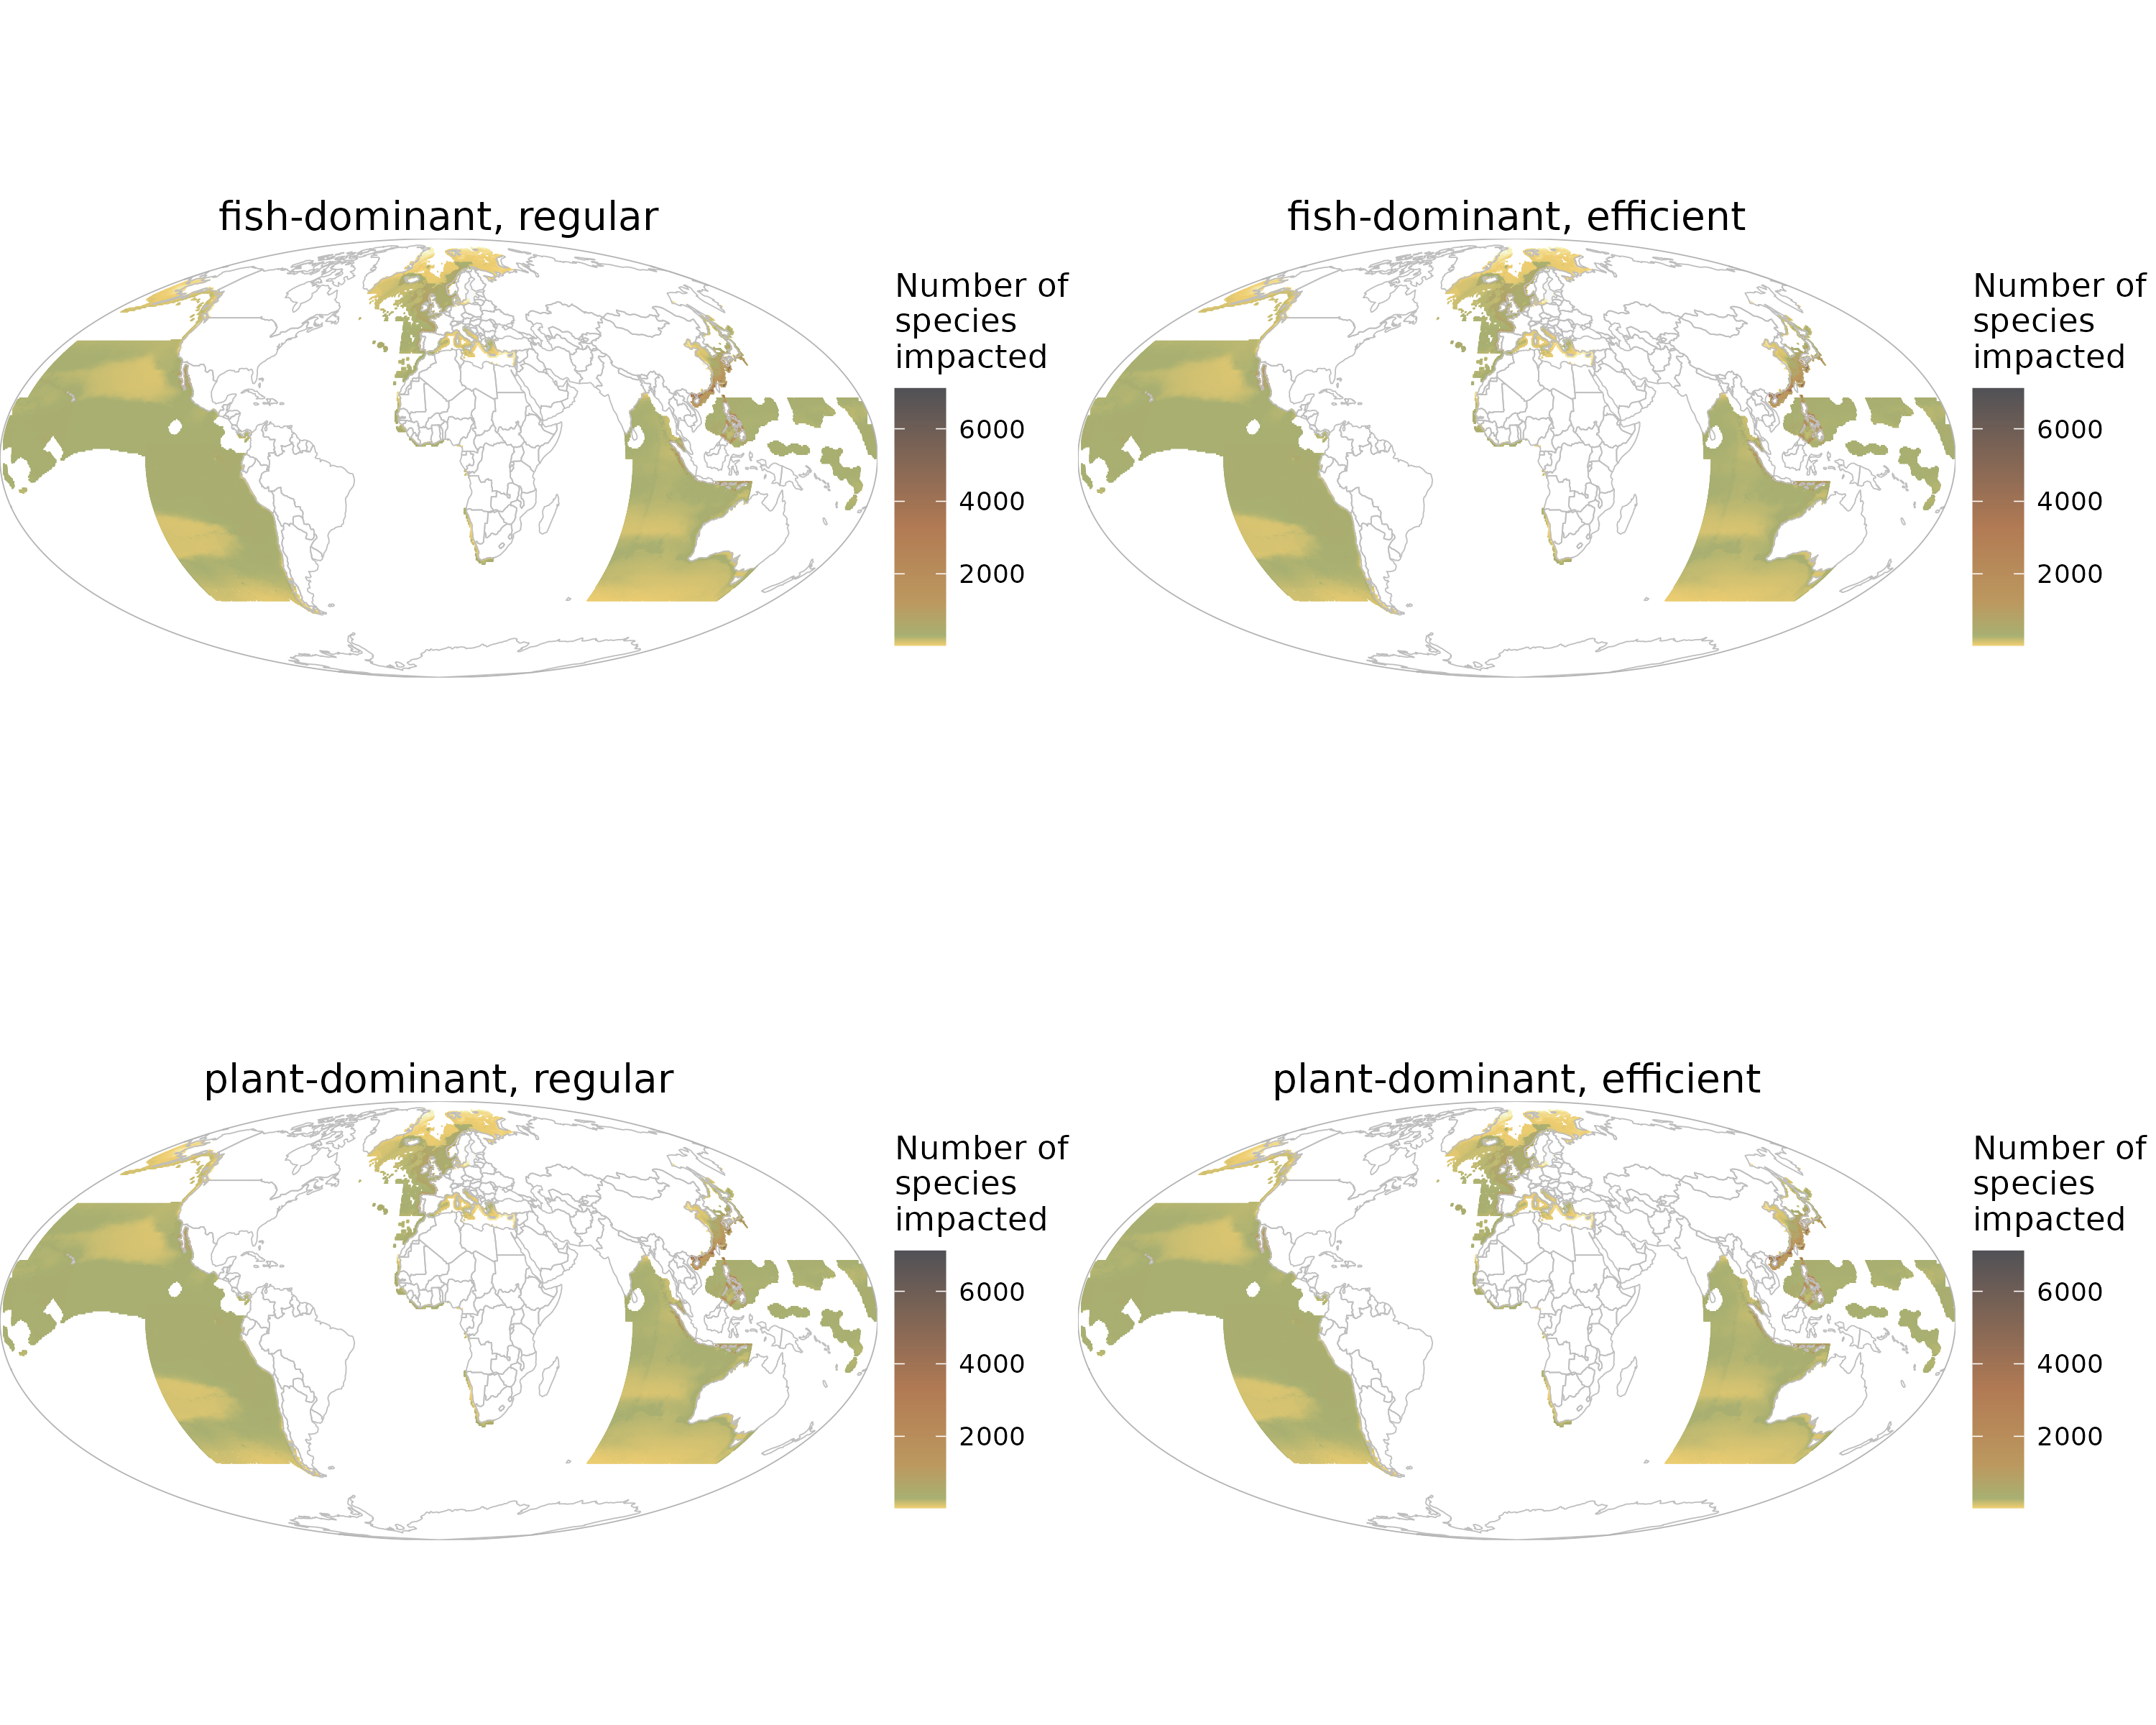 fish-dominant, regular
Number of
species
impacted
6000
4000
2000
fish-dominant, efficient
Number of
species
impacted
6000
4000
2000
plant-dominant, regular
Number of
species
impacted
6000
4000
2000
plant-dominant, efficient
Number of
species
impacted
6000
4000
2000